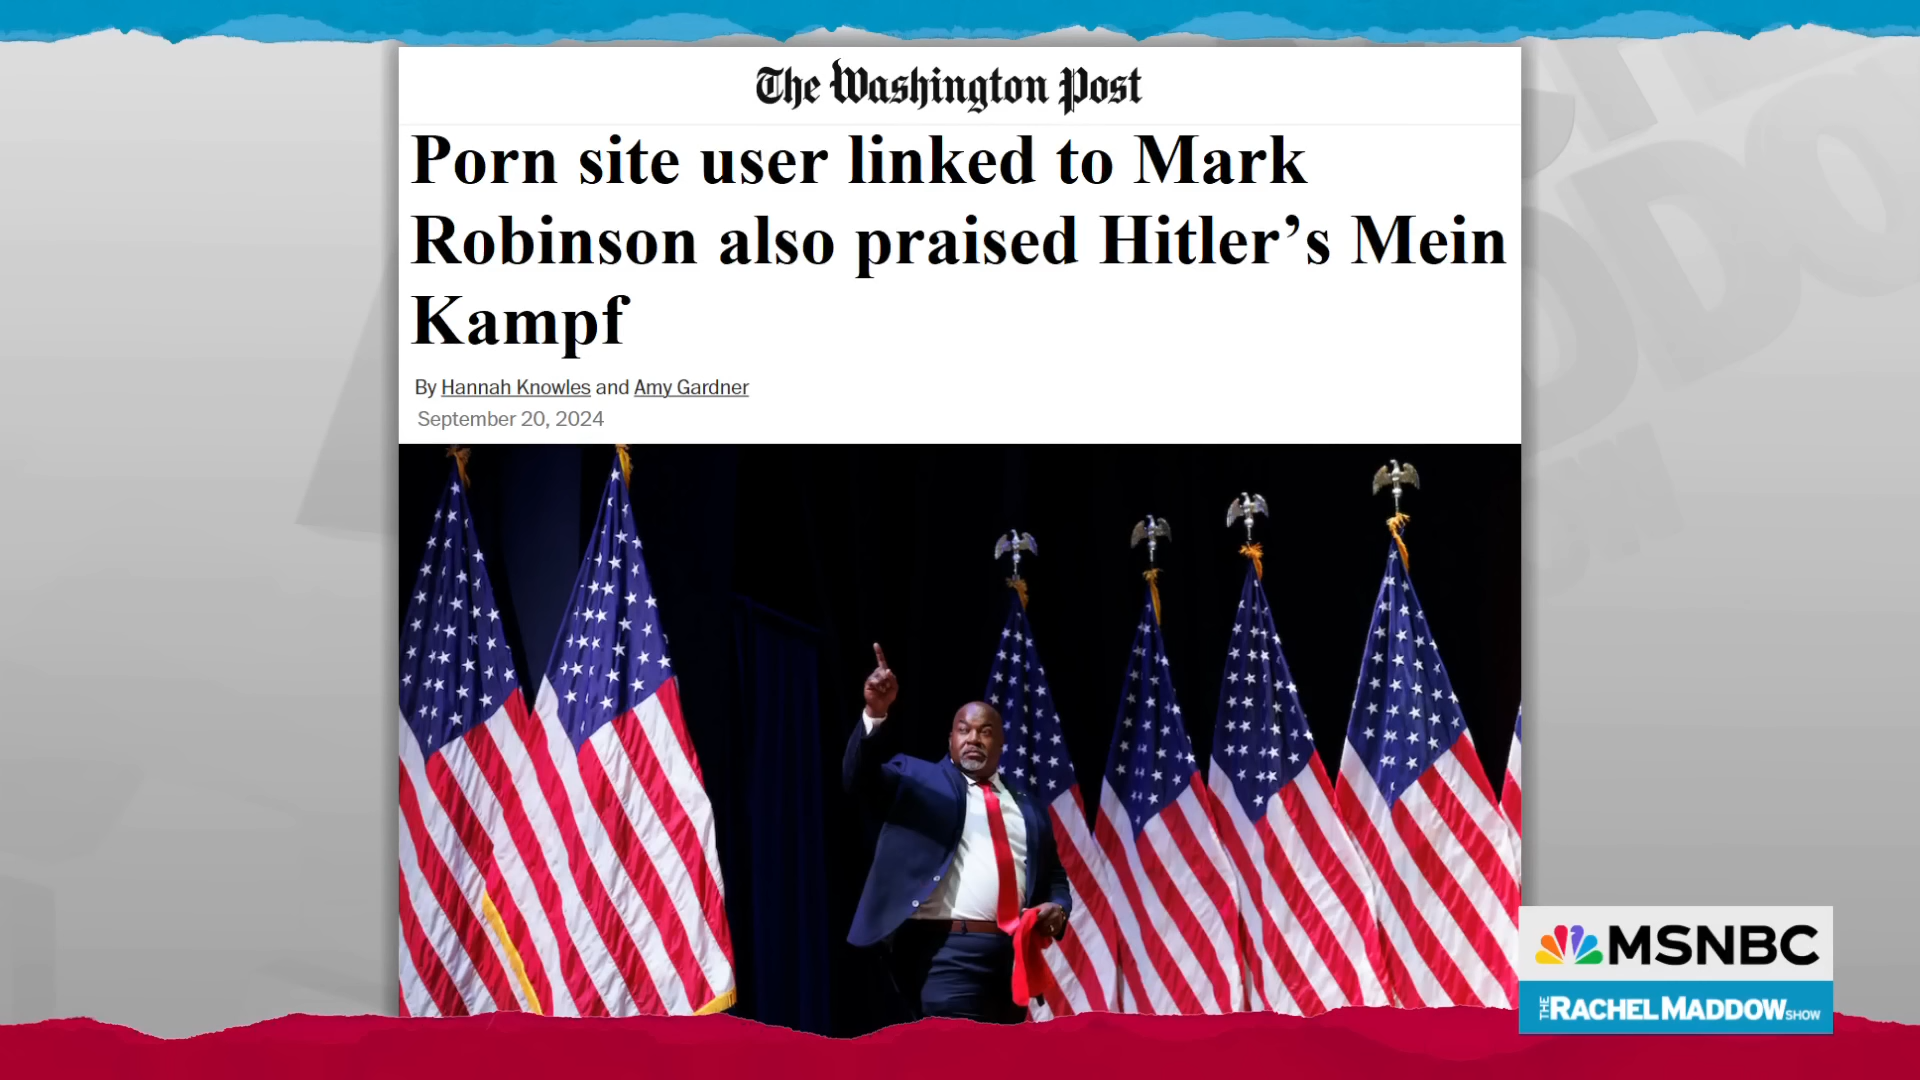 The Washington Post
Porn site user linked to Mark
Robinson also praised Hitler’s Mein
Kampf
By Hannah Knowles and Amy Gardner
September 20, 2024
MSNBC
THE RACHEL MADDOW SHOW